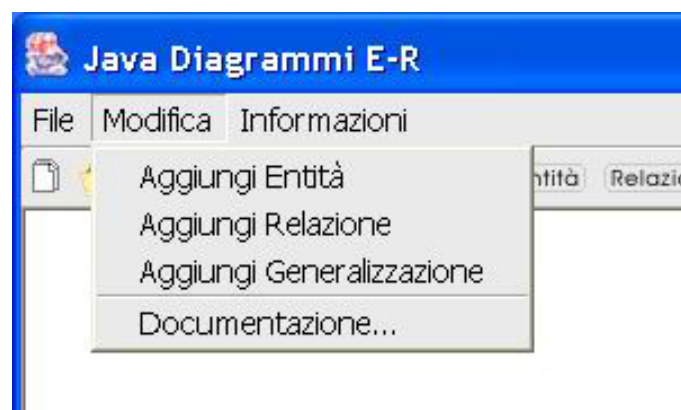 Java Diagrammi E-R
File Modifica Informazioni
Aggiungi Entità
Aggiungi Relazione
Aggiungi Generalizzazione
Documentazione...